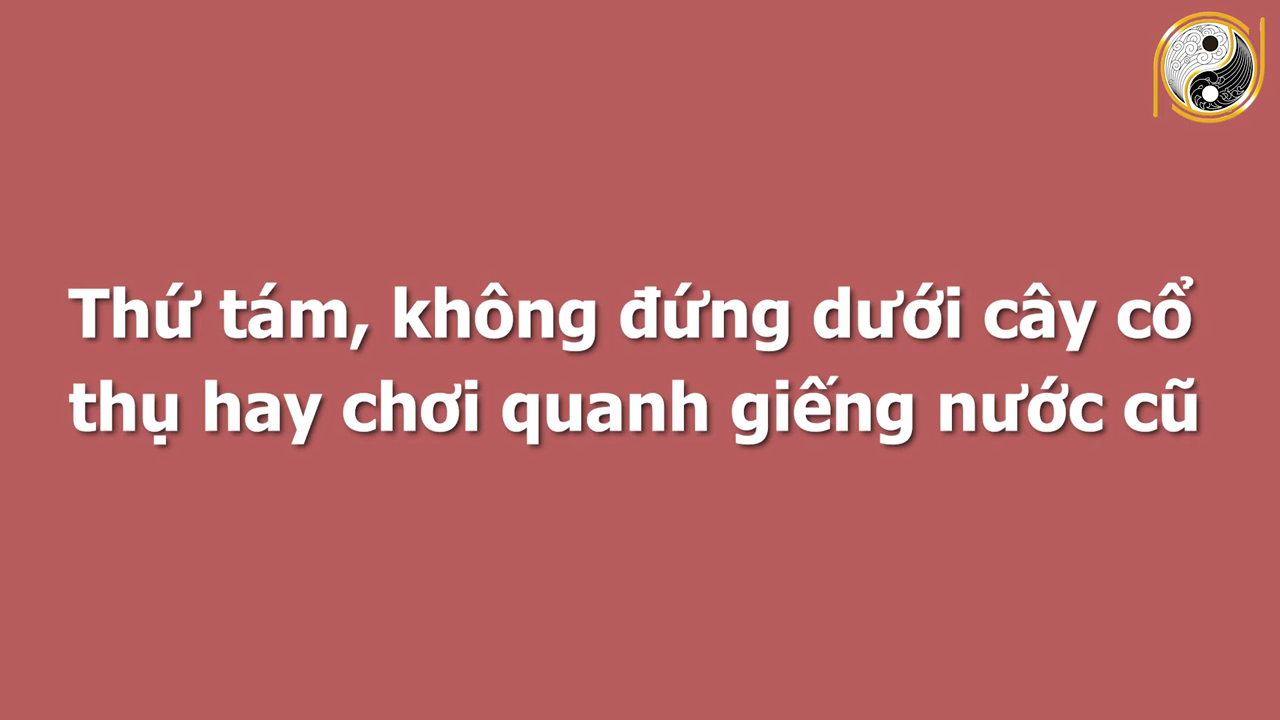 Thứ tám, không đứng dưới cây cổ
thụ hay chơi quanh giếng nước cũ